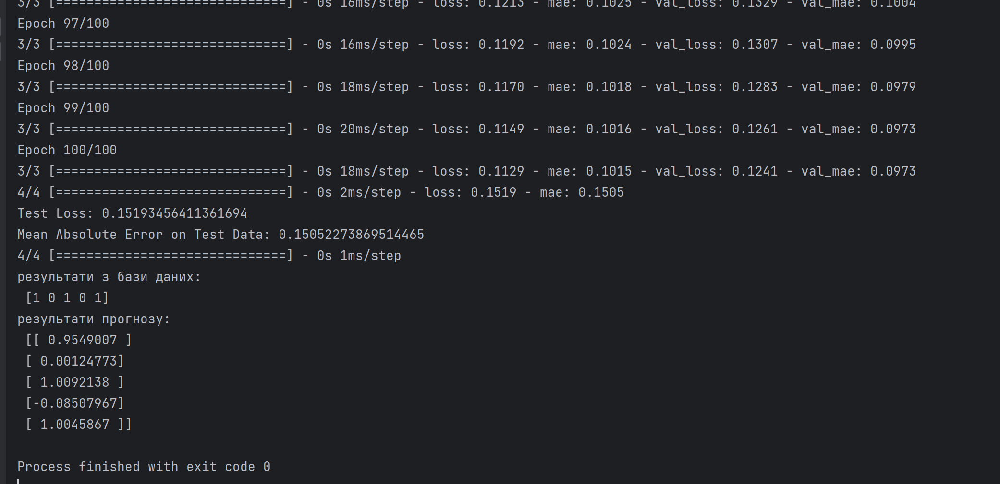 3/3 [==============================] - 0s 16ms/step - loss: 0.1213 - mae: 0.1025 - val_loss: 0.1329 - val_mae: 0.1004
Epoch 97/100
3/3 [==============================] - 0s 16ms/step - loss: 0.1192 - mae: 0.1024 - val_loss: 0.1307 - val_mae: 0.0995
Epoch 98/100
3/3 [==============================] - 0s 18ms/step - loss: 0.1170 - mae: 0.1018 - val_loss: 0.1283 - val_mae: 0.0979
Epoch 99/100
3/3 [==============================] - 0s 20ms/step - loss: 0.1149 - mae: 0.1016 - val_loss: 0.1261 - val_mae: 0.0973
Epoch 100/100
3/3 [==============================] - 0s 18ms/step - loss: 0.1129 - mae: 0.1015 - val_loss: 0.1241 - val_mae: 0.0973
4/4 [==============================] - 0s 2ms/step - loss: 0.1519 - mae: 0.1505
Test Loss: 0.15193456411361694
Mean Absolute Error on Test Data: 0.15052273869514465
4/4 [==============================] - 0s 1ms/step
результати з бази даних:
 [1 0 1 0 1]
результати прогнозу:
 [[ 0.9549007 ]
 [ 0.00124773]
 [ 1.0092138 ]
 [-0.08507967]
 [ 1.0045867 ]]
Process finished with exit code 0